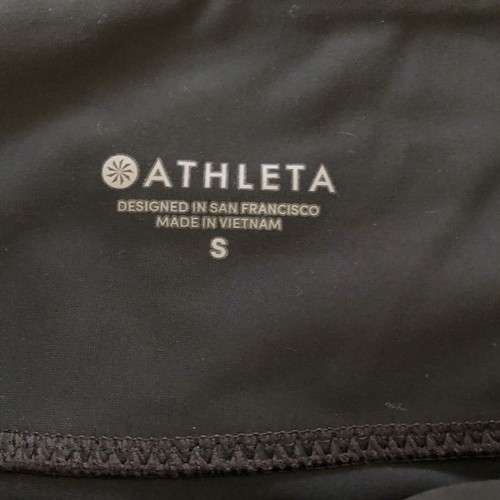 ATHLETA
DESIGNED IN SAN FRANCISCO
MADE IN VIETNAM
S